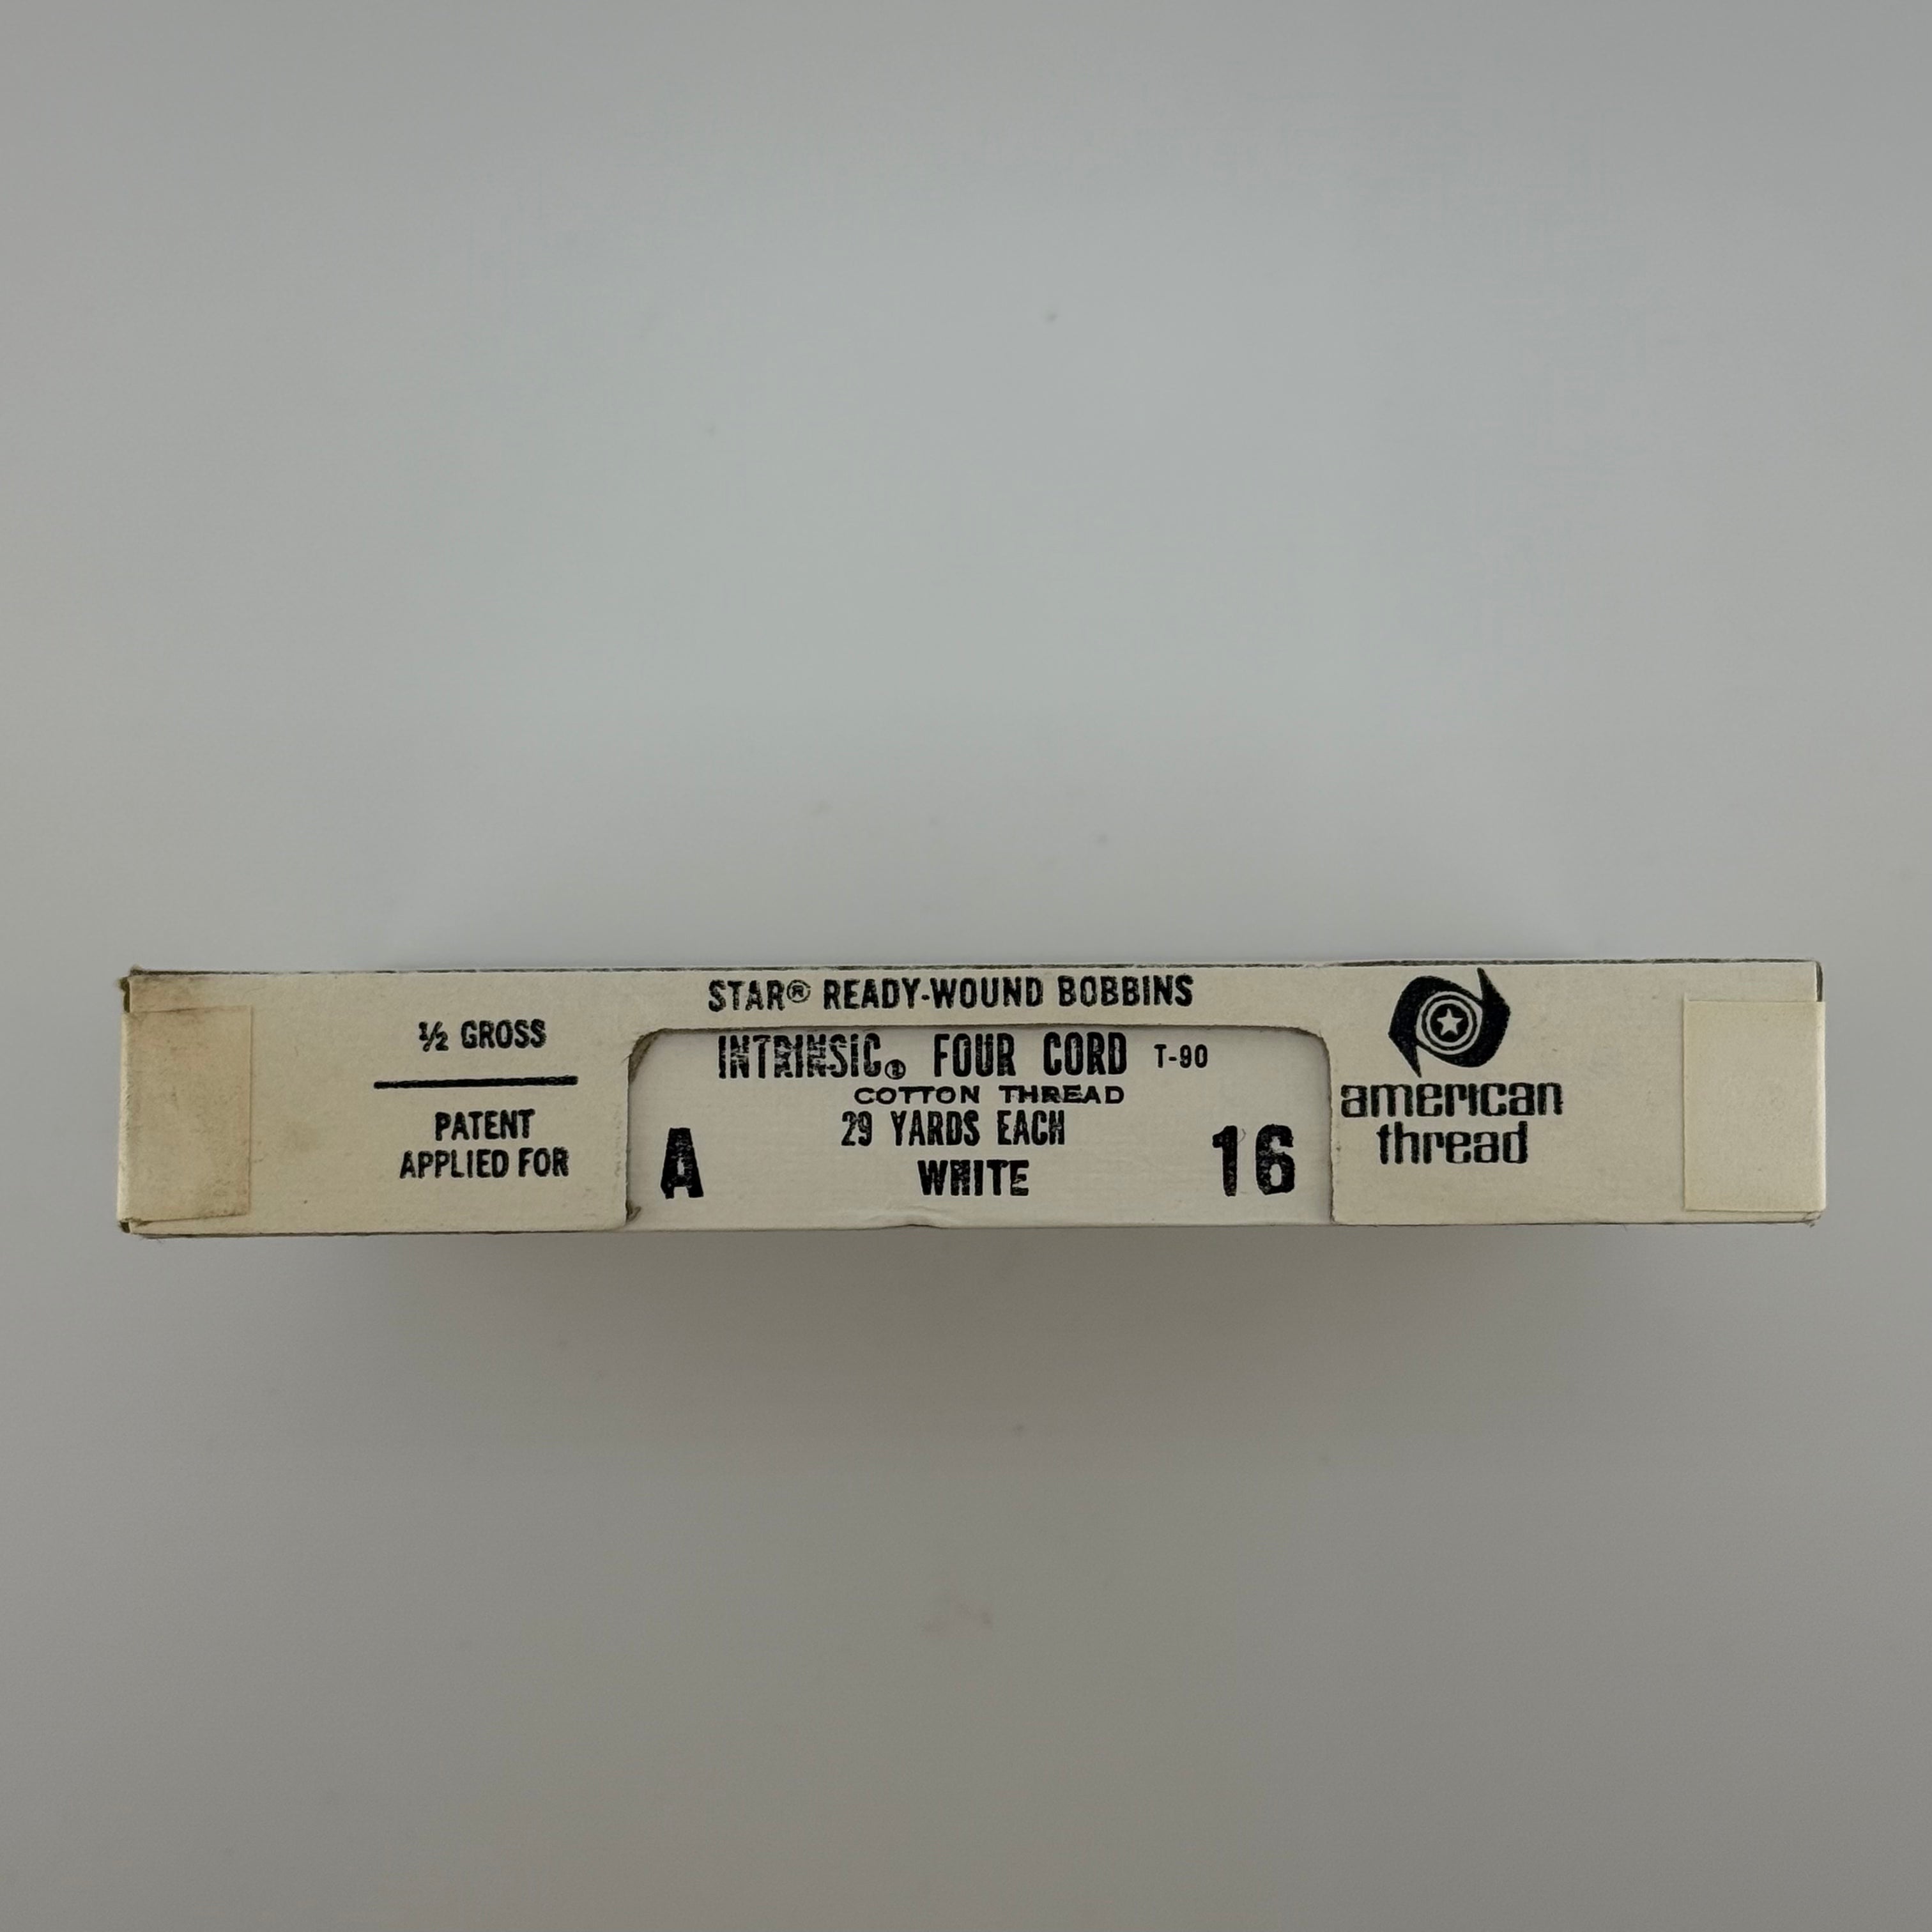 ½ GROSS
PATENT
APPLIED FOR
STAR® READY-WOUND BOBBINS
INTRINSIC® FOUR CORD T-90
COTTON THREAD
29 YARDS EACH
A WHITE 16
american
thread